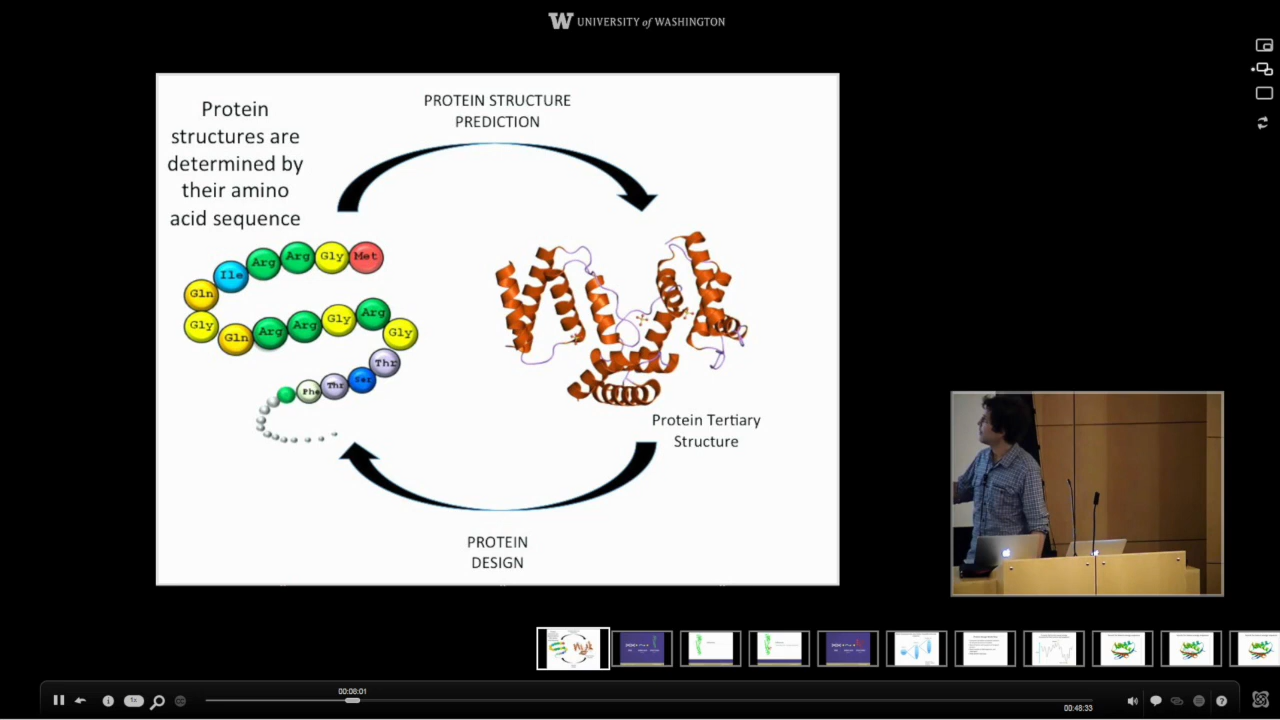 W UNIVERSITY of WASHINGTON
Protein
structures are
determined by
their amino
acid sequence
PROTEIN STRUCTURE
PREDICTION
Ile Arg Arg Gly Met
Gln
Gly Gln Arg Arg Gly Arg
Gly
Thr
Phe Thr Ser
Protein Tertiary
Structure
PROTEIN
DESIGN
00:08:01
1x
00:48:33